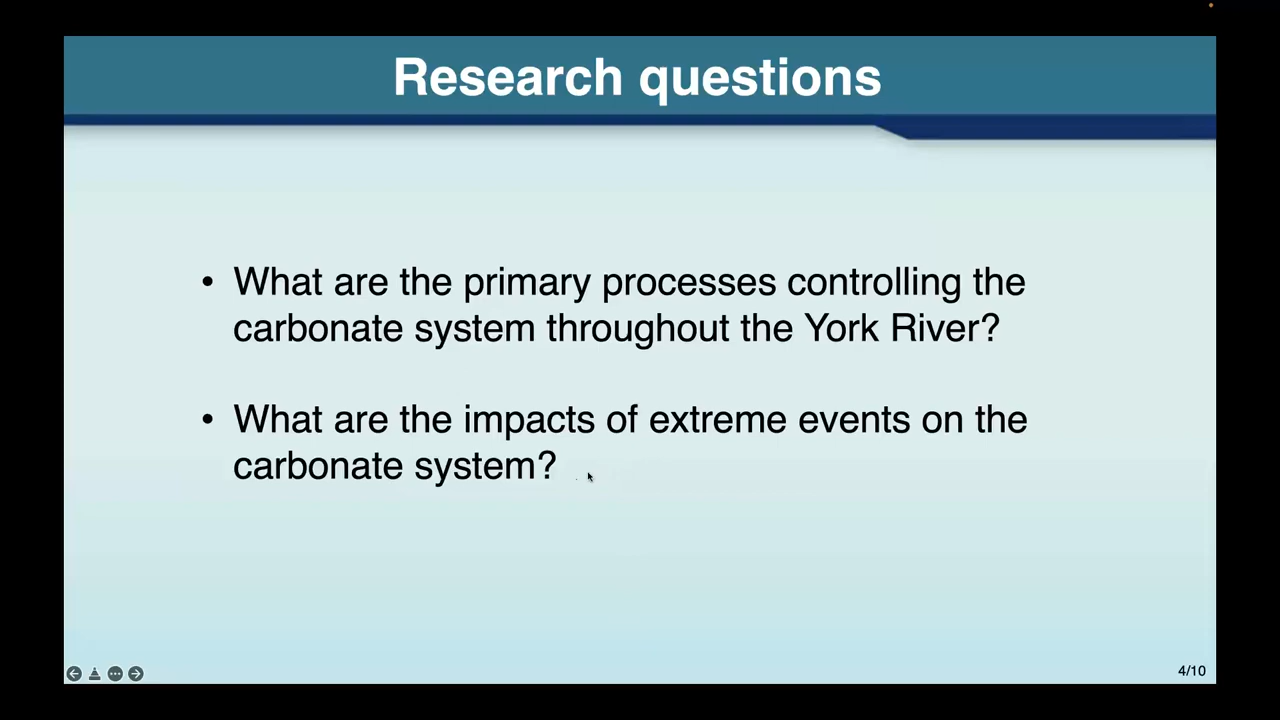 Research questions
• What are the primary processes controlling the
carbonate system throughout the York River?
• What are the impacts of extreme events on the
carbonate system?
4/10